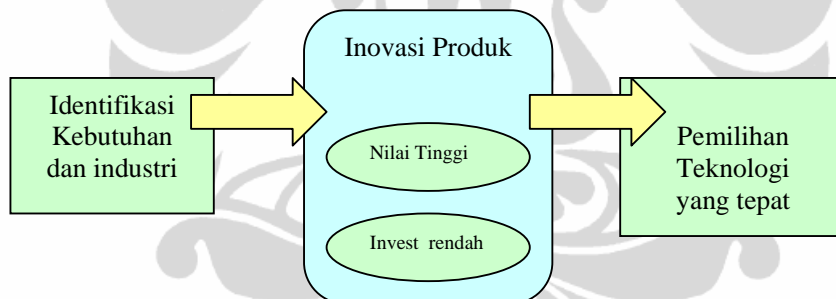 Identifikasi
Kebutuhan
dan industri
Inovasi Produk
Nilai Tinggi
Invest rendah
Pemilihan
Teknologi
yang tepat